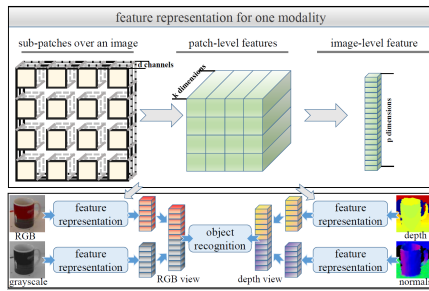 feature representation for one modality
sub-patches over an image
patch-level features
image-level feature
d channels
k dimensions
p dimensions
RGB
feature
representation
grayscale
feature
representation
RGB view
object
recognition
depth view
feature
representation
depth
feature
representation
normal